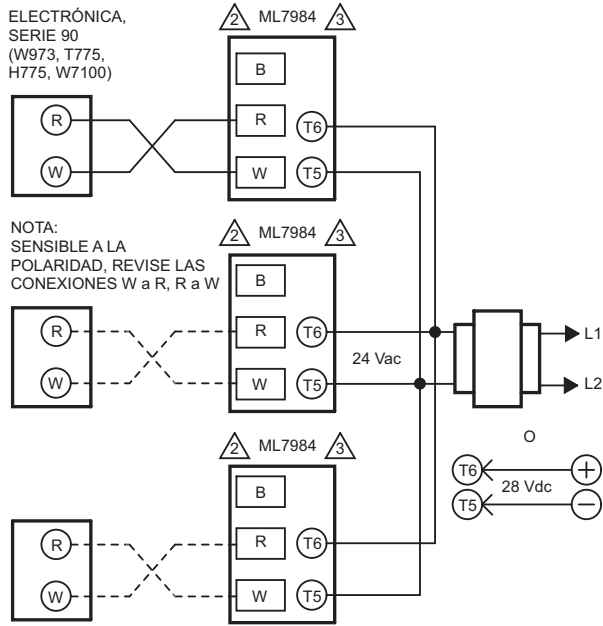 ELECTRÓNICA,
SERIE 90
(W973, T775,
H775, W7100)
2 ML7984 3
B
R R T6
W W T5
NOTA:
SENSIBLE A LA
POLARIDAD, REVISE LAS
CONEXIONES W a R, R a W
2 ML7984 3
B
R R T6
24 Vac
W W T5
L1
L2
O
T6 +
28 Vdc
T5 −
2 ML7984 3
B
R R T6
W W T5